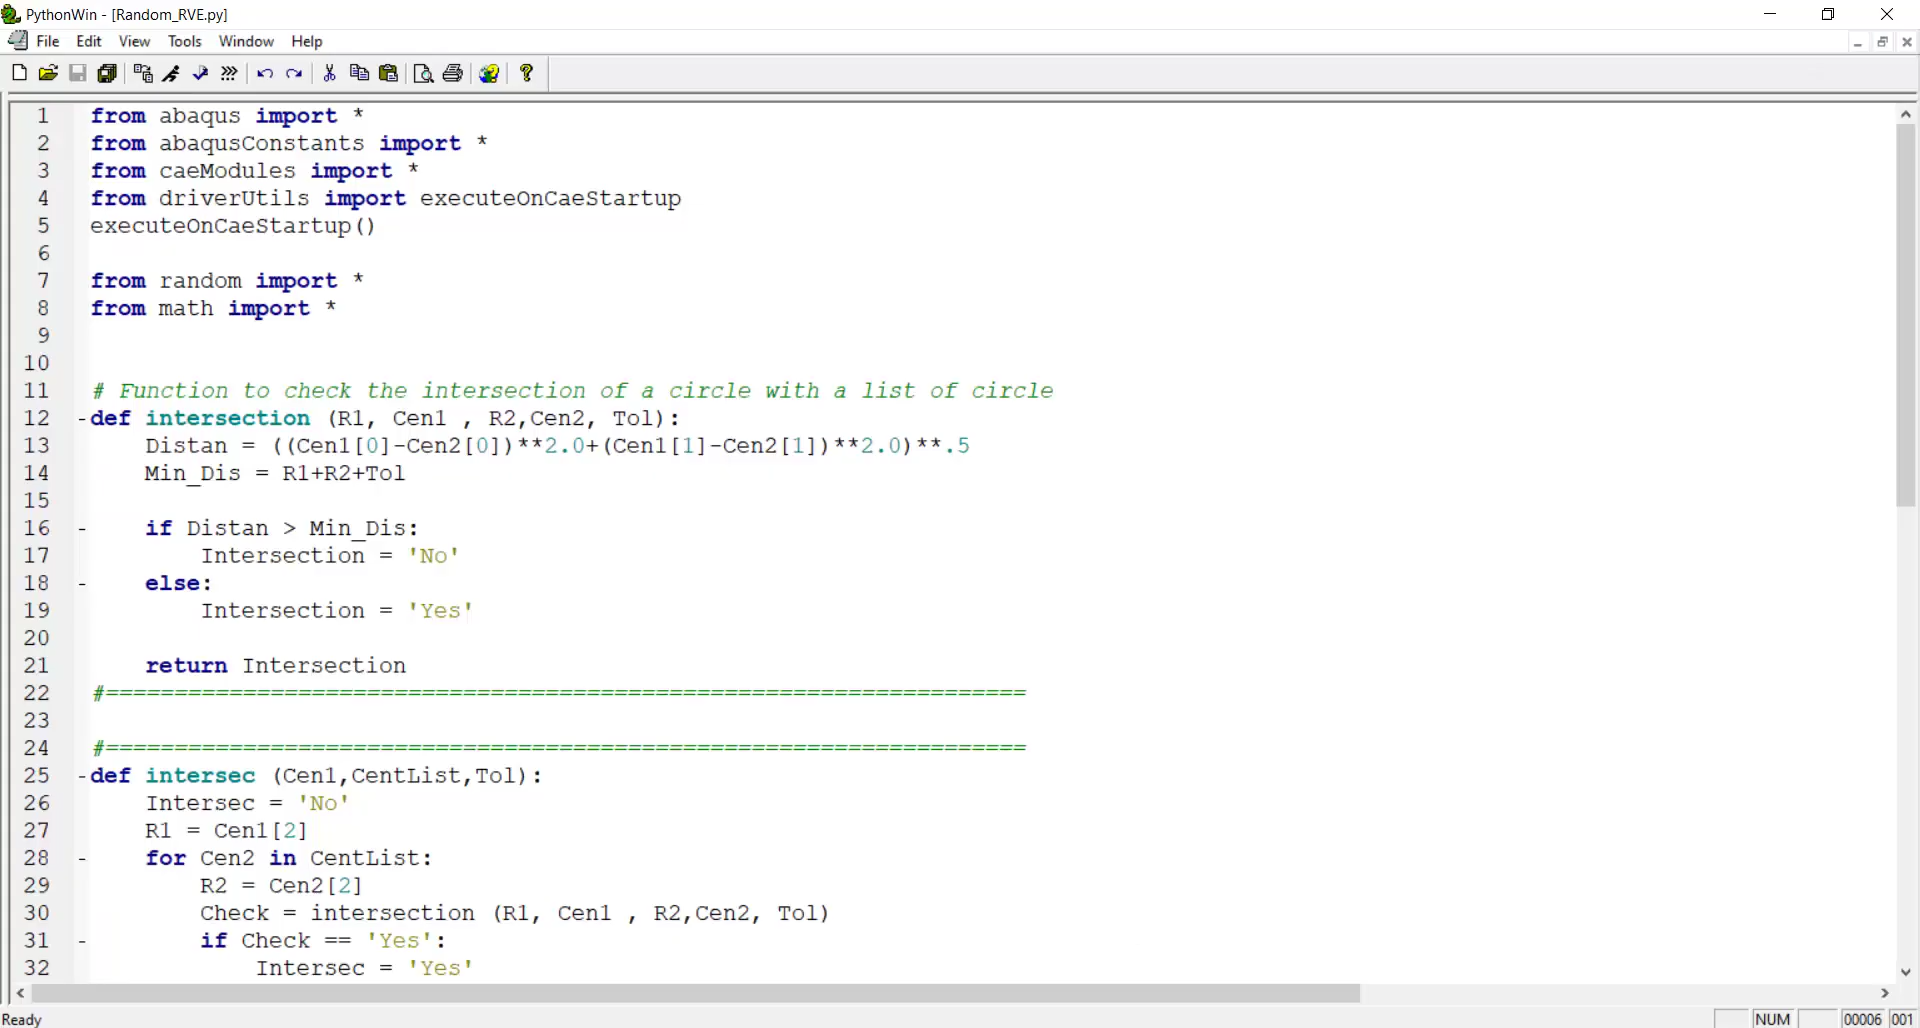 PythonWin - [Random_RVE.py]
File Edit View Tools Window Help
1 from abaqus import *
2 from abaqusConstants import *
3 from caeModules import *
4 from driverUtils import executeOnCaeStartup
5 executeOnCaeStartup()
6
7 from random import *
8 from math import *
9
10
11 # Function to check the intersection of a circle with a list of circle
12 -def intersection (R1, Cen1 , R2,Cen2, Tol):
13 Distan = ((Cen1[0]-Cen2[0])**2.0+(Cen1[1]-Cen2[1])**2.0)**.5
14 Min_Dis = R1+R2+Tol
15
16 - if Distan > Min_Dis:
17 Intersection = 'No'
18 - else:
19 Intersection = 'Yes'
20
21 return Intersection
22 #===================================================================
23
24 #===================================================================
25 -def intersec (Cen1,CentList,Tol):
26 Intersec = 'No'
27 R1 = Cen1[2]
28 - for Cen2 in CentList:
29 R2 = Cen2[2]
30 Check = intersection (R1, Cen1 , R2,Cen2, Tol)
31 - if Check == 'Yes':
32 Intersec = 'Yes'
Ready NUM 00006 001